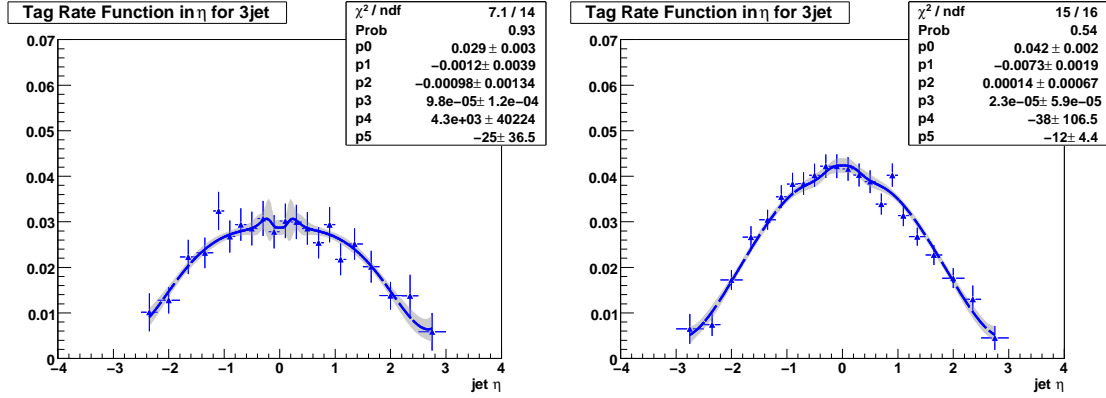 Tag Rate Function in η for 3jet
χ² / ndf 7.1 / 14
Prob 0.93
p0 0.029 ± 0.003
p1 -0.0012 ± 0.0039
p2 -0.00098 ± 0.00134
p3 9.8e-05 ± 1.2e-04
p4 4.3e+03 ± 40224
p5 -25 ± 36.5
0.07
0.06
0.05
0.04
0.03
0.02
0.01
0
-4 -3 -2 -1 0 1 2 3 4
jet η
Tag Rate Function in η for 3jet
χ² / ndf 15 / 16
Prob 0.54
p0 0.042 ± 0.002
p1 -0.0073 ± 0.0019
p2 0.00014 ± 0.00067
p3 2.3e-05 ± 5.9e-05
p4 -38 ± 106.5
p5 -12 ± 4.4
0.07
0.06
0.05
0.04
0.03
0.02
0.01
0
-4 -3 -2 -1 0 1 2 3 4
jet η